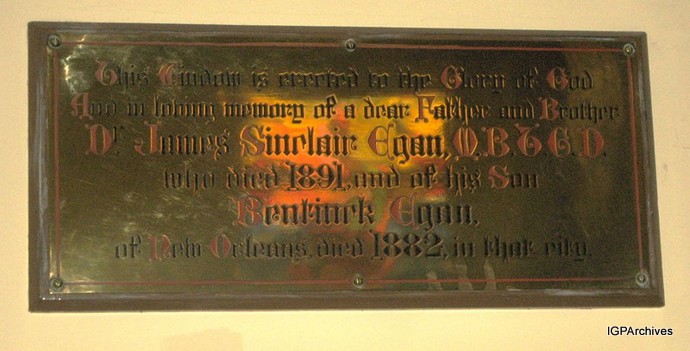 This Window is erected to the Glory of God
And in loving memory of a dear Father and Brother
Dr. James Sinclair Egan, M.B.T.C.D.
who died 1891, and of his Son
Bentinck Egan,
of New Orleans, died 1882, in that city.
IGPArchives